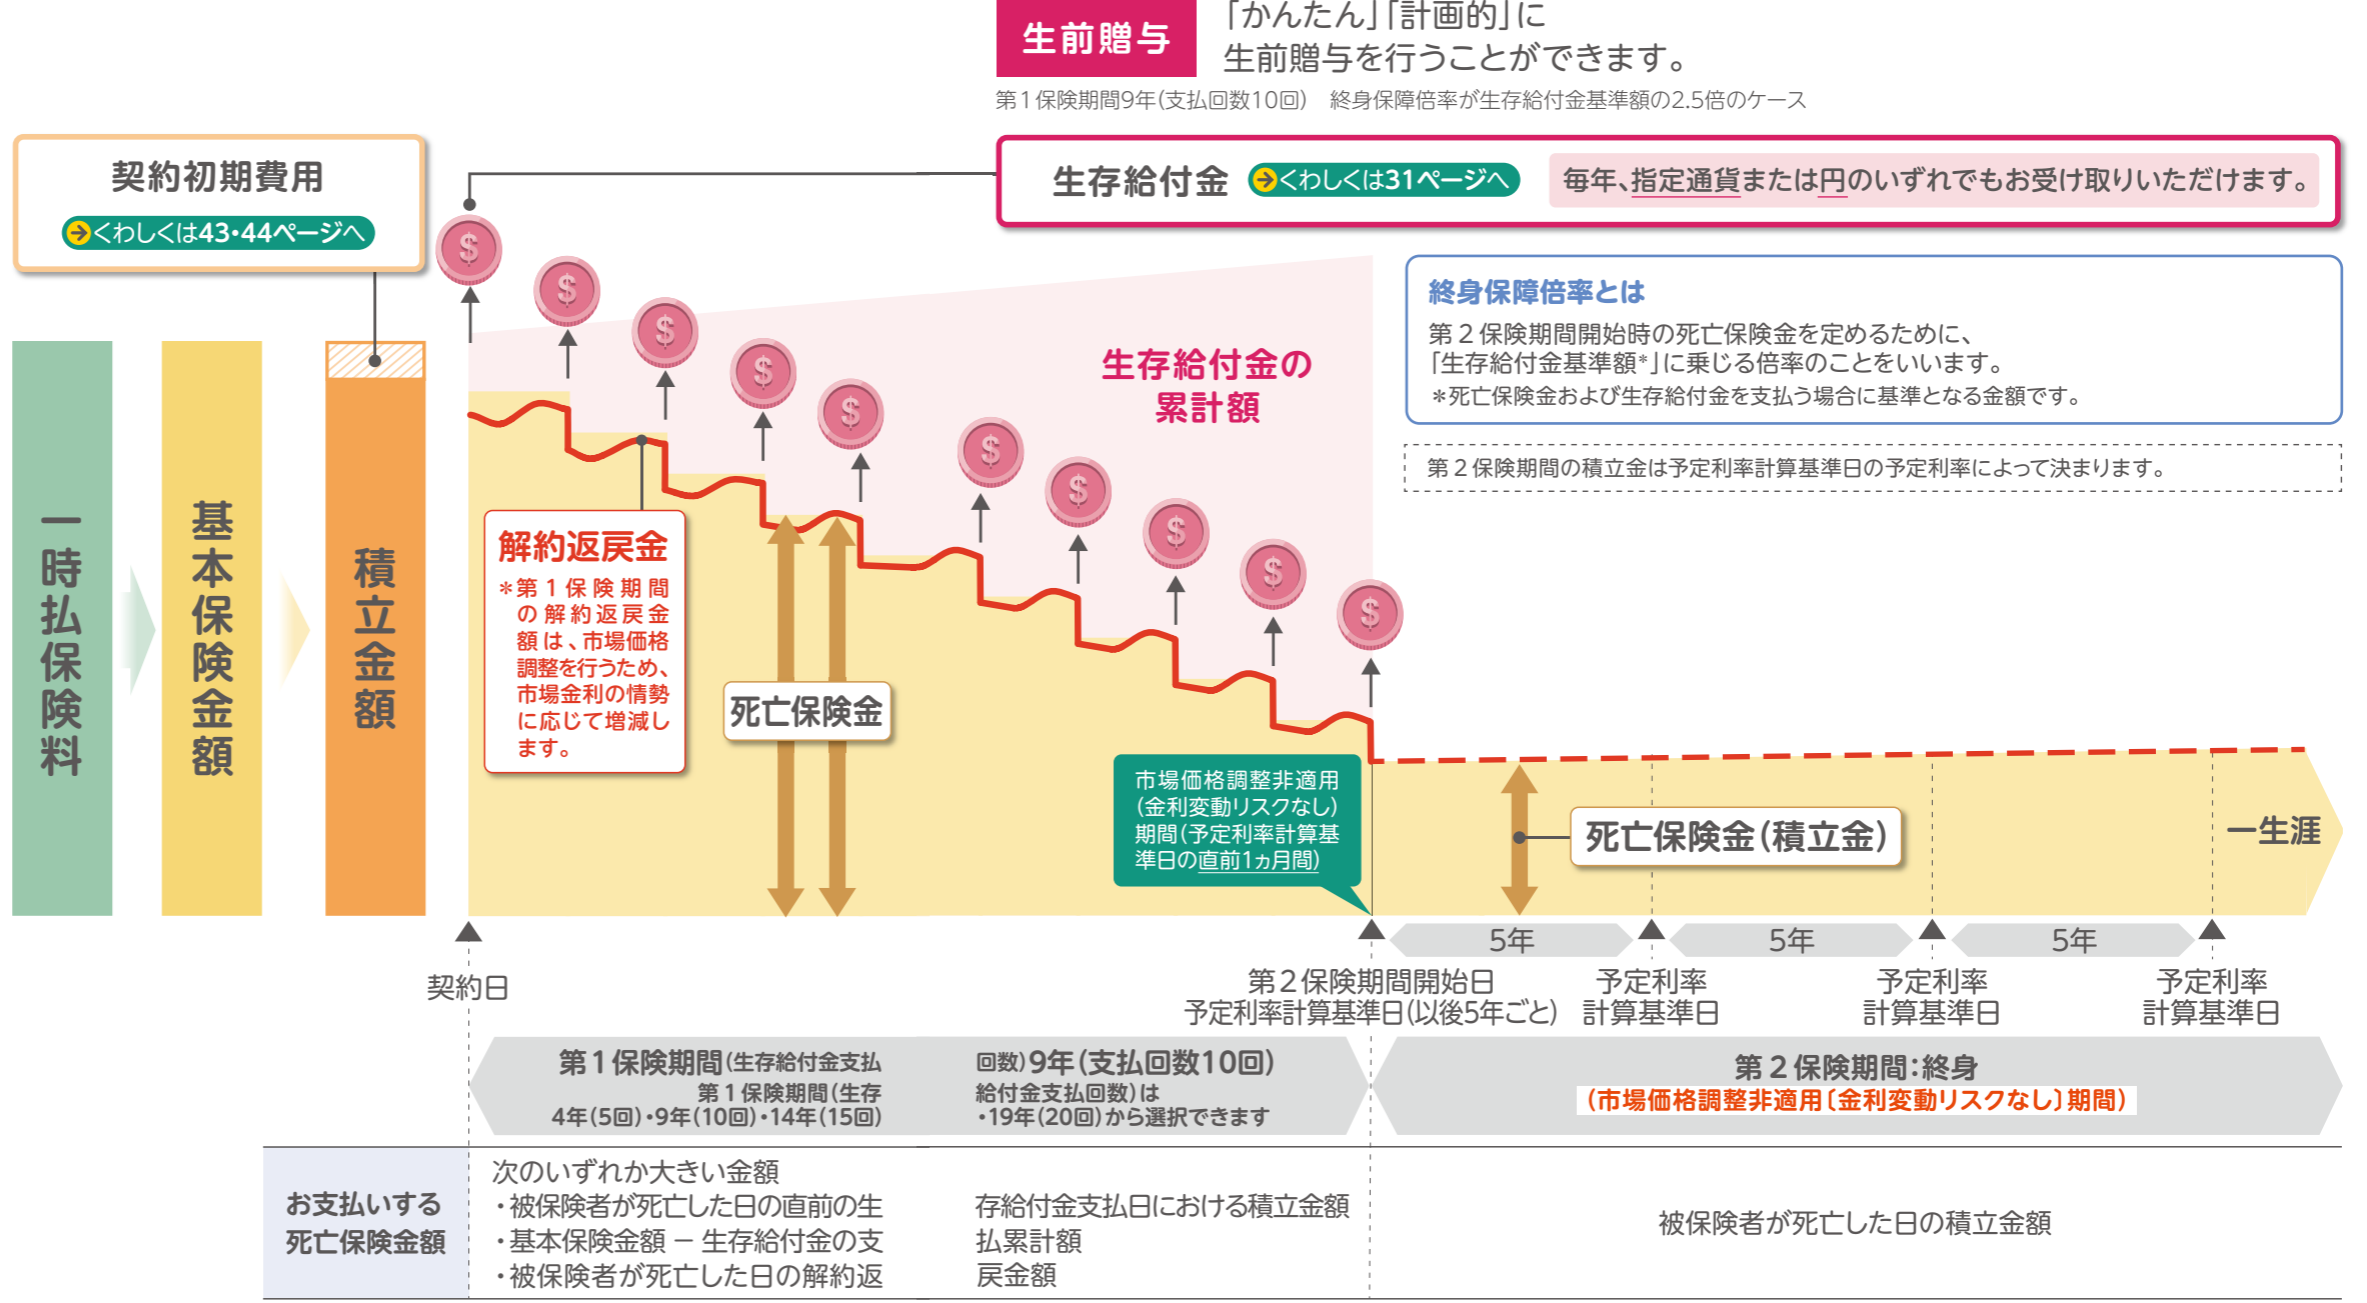 生前贈与
「かんたん」「計画的」に
生前贈与を行うことができます。
第1保険期間9年(支払回数10回) 終身保障倍率が生存給付金基準額の2.5倍のケース
契約初期費用
くわしくは43・44ページへ
生存給付金 くわしくは31ページへ 毎年、指定通貨または円のいずれでもお受け取りいただけます。
$
$
$
$
$
$
$
$
$
$
終身保障倍率とは
第2保険期間開始時の死亡保険金を定めるために、
「生存給付金基準額*」に乗じる倍率のことをいいます。
*死亡保険金および生存給付金を支払う場合に基準となる金額です。
第2保険期間の積立金は予定利率計算基準日の予定利率によって決まります。
生存給付金の
累計額
一時払保険料
基本保険金額
積立金額
解約返戻金
*第1保険期間
の解約返戻金
額は、市場価格
調整を行うため、
市場金利の情勢
に応じて増減し
ます。
死亡保険金
市場価格調整非適用
(金利変動リスクなし)
期間(予定利率計算基
準日の直前1ヵ月間)
死亡保険金(積立金)
一生涯
5年
5年
5年
契約日
第2保険期間開始日
予定利率計算基準日(以後5年ごと)
予定利率
計算基準日
予定利率
計算基準日
予定利率
計算基準日
第1保険期間(生存給付金支払回数)9年(支払回数10回)
第1保険期間(生存給付金支払回数)は
4年(5回)・9年(10回)・14年(15回)・19年(20回)から選択できます
第2保険期間:終身
(市場価格調整非適用〔金利変動リスクなし〕期間)
お支払いする
死亡保険金額
次のいずれか大きい金額
・被保険者が死亡した日の直前の生存給付金支払日における積立金額
・基本保険金額 − 生存給付金の支払累計額
・被保険者が死亡した日の解約返戻金額
被保険者が死亡した日の積立金額